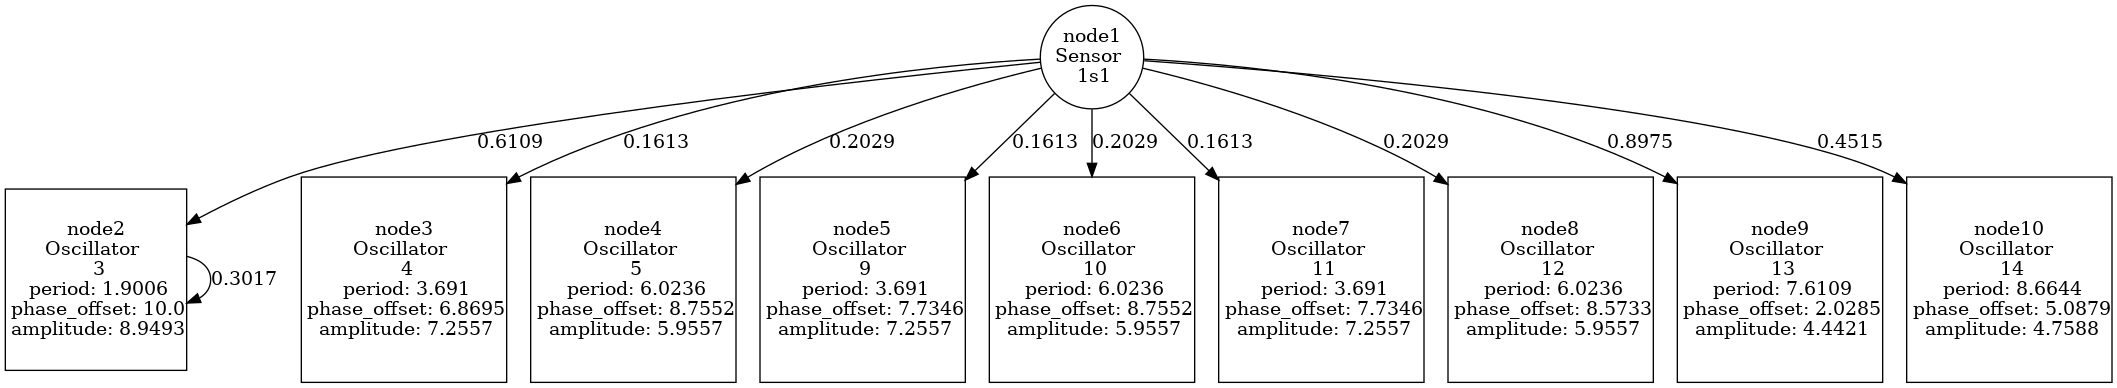 node1
Sensor
1s1
0.6109
0.1613
0.2029
0.1613
0.2029
0.1613
0.2029
0.8975
0.4515
node2
Oscillator
3
period: 1.9006
phase_offset: 10.0
amplitude: 8.9493
0.3017
node3
Oscillator
4
period: 3.691
phase_offset: 6.8695
amplitude: 7.2557
node4
Oscillator
5
period: 6.0236
phase_offset: 8.7552
amplitude: 5.9557
node5
Oscillator
9
period: 3.691
phase_offset: 7.7346
amplitude: 7.2557
node6
Oscillator
10
period: 6.0236
phase_offset: 8.7552
amplitude: 5.9557
node7
Oscillator
11
period: 3.691
phase_offset: 7.7346
amplitude: 7.2557
node8
Oscillator
12
period: 6.0236
phase_offset: 8.5733
amplitude: 5.9557
node9
Oscillator
13
period: 7.6109
phase_offset: 2.0285
amplitude: 4.4421
node10
Oscillator
14
period: 8.6644
phase_offset: 5.0879
amplitude: 4.7588